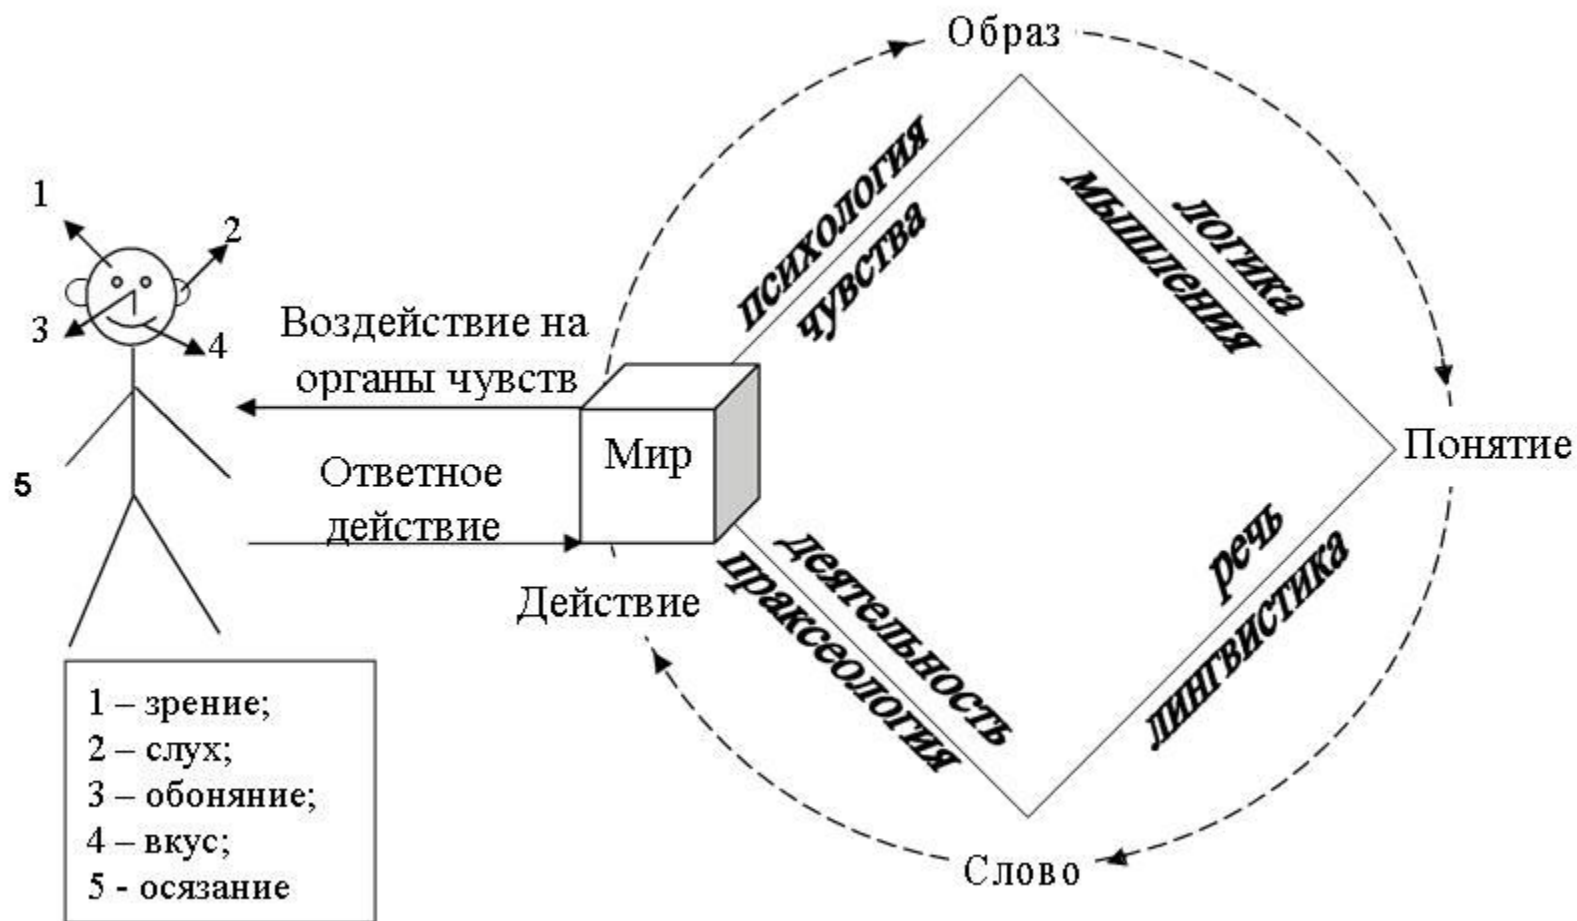 Образ
психология
чувства
логика
мышления
1
2
3
4
5
Воздействие на
органы чувств
Ответное
действие
Мир
Понятие
Действие
деятельность
праксеология
речь
лингвистика
Слово
1 – зрение;
2 – слух;
3 – обоняние;
4 – вкус;
5 - осязание